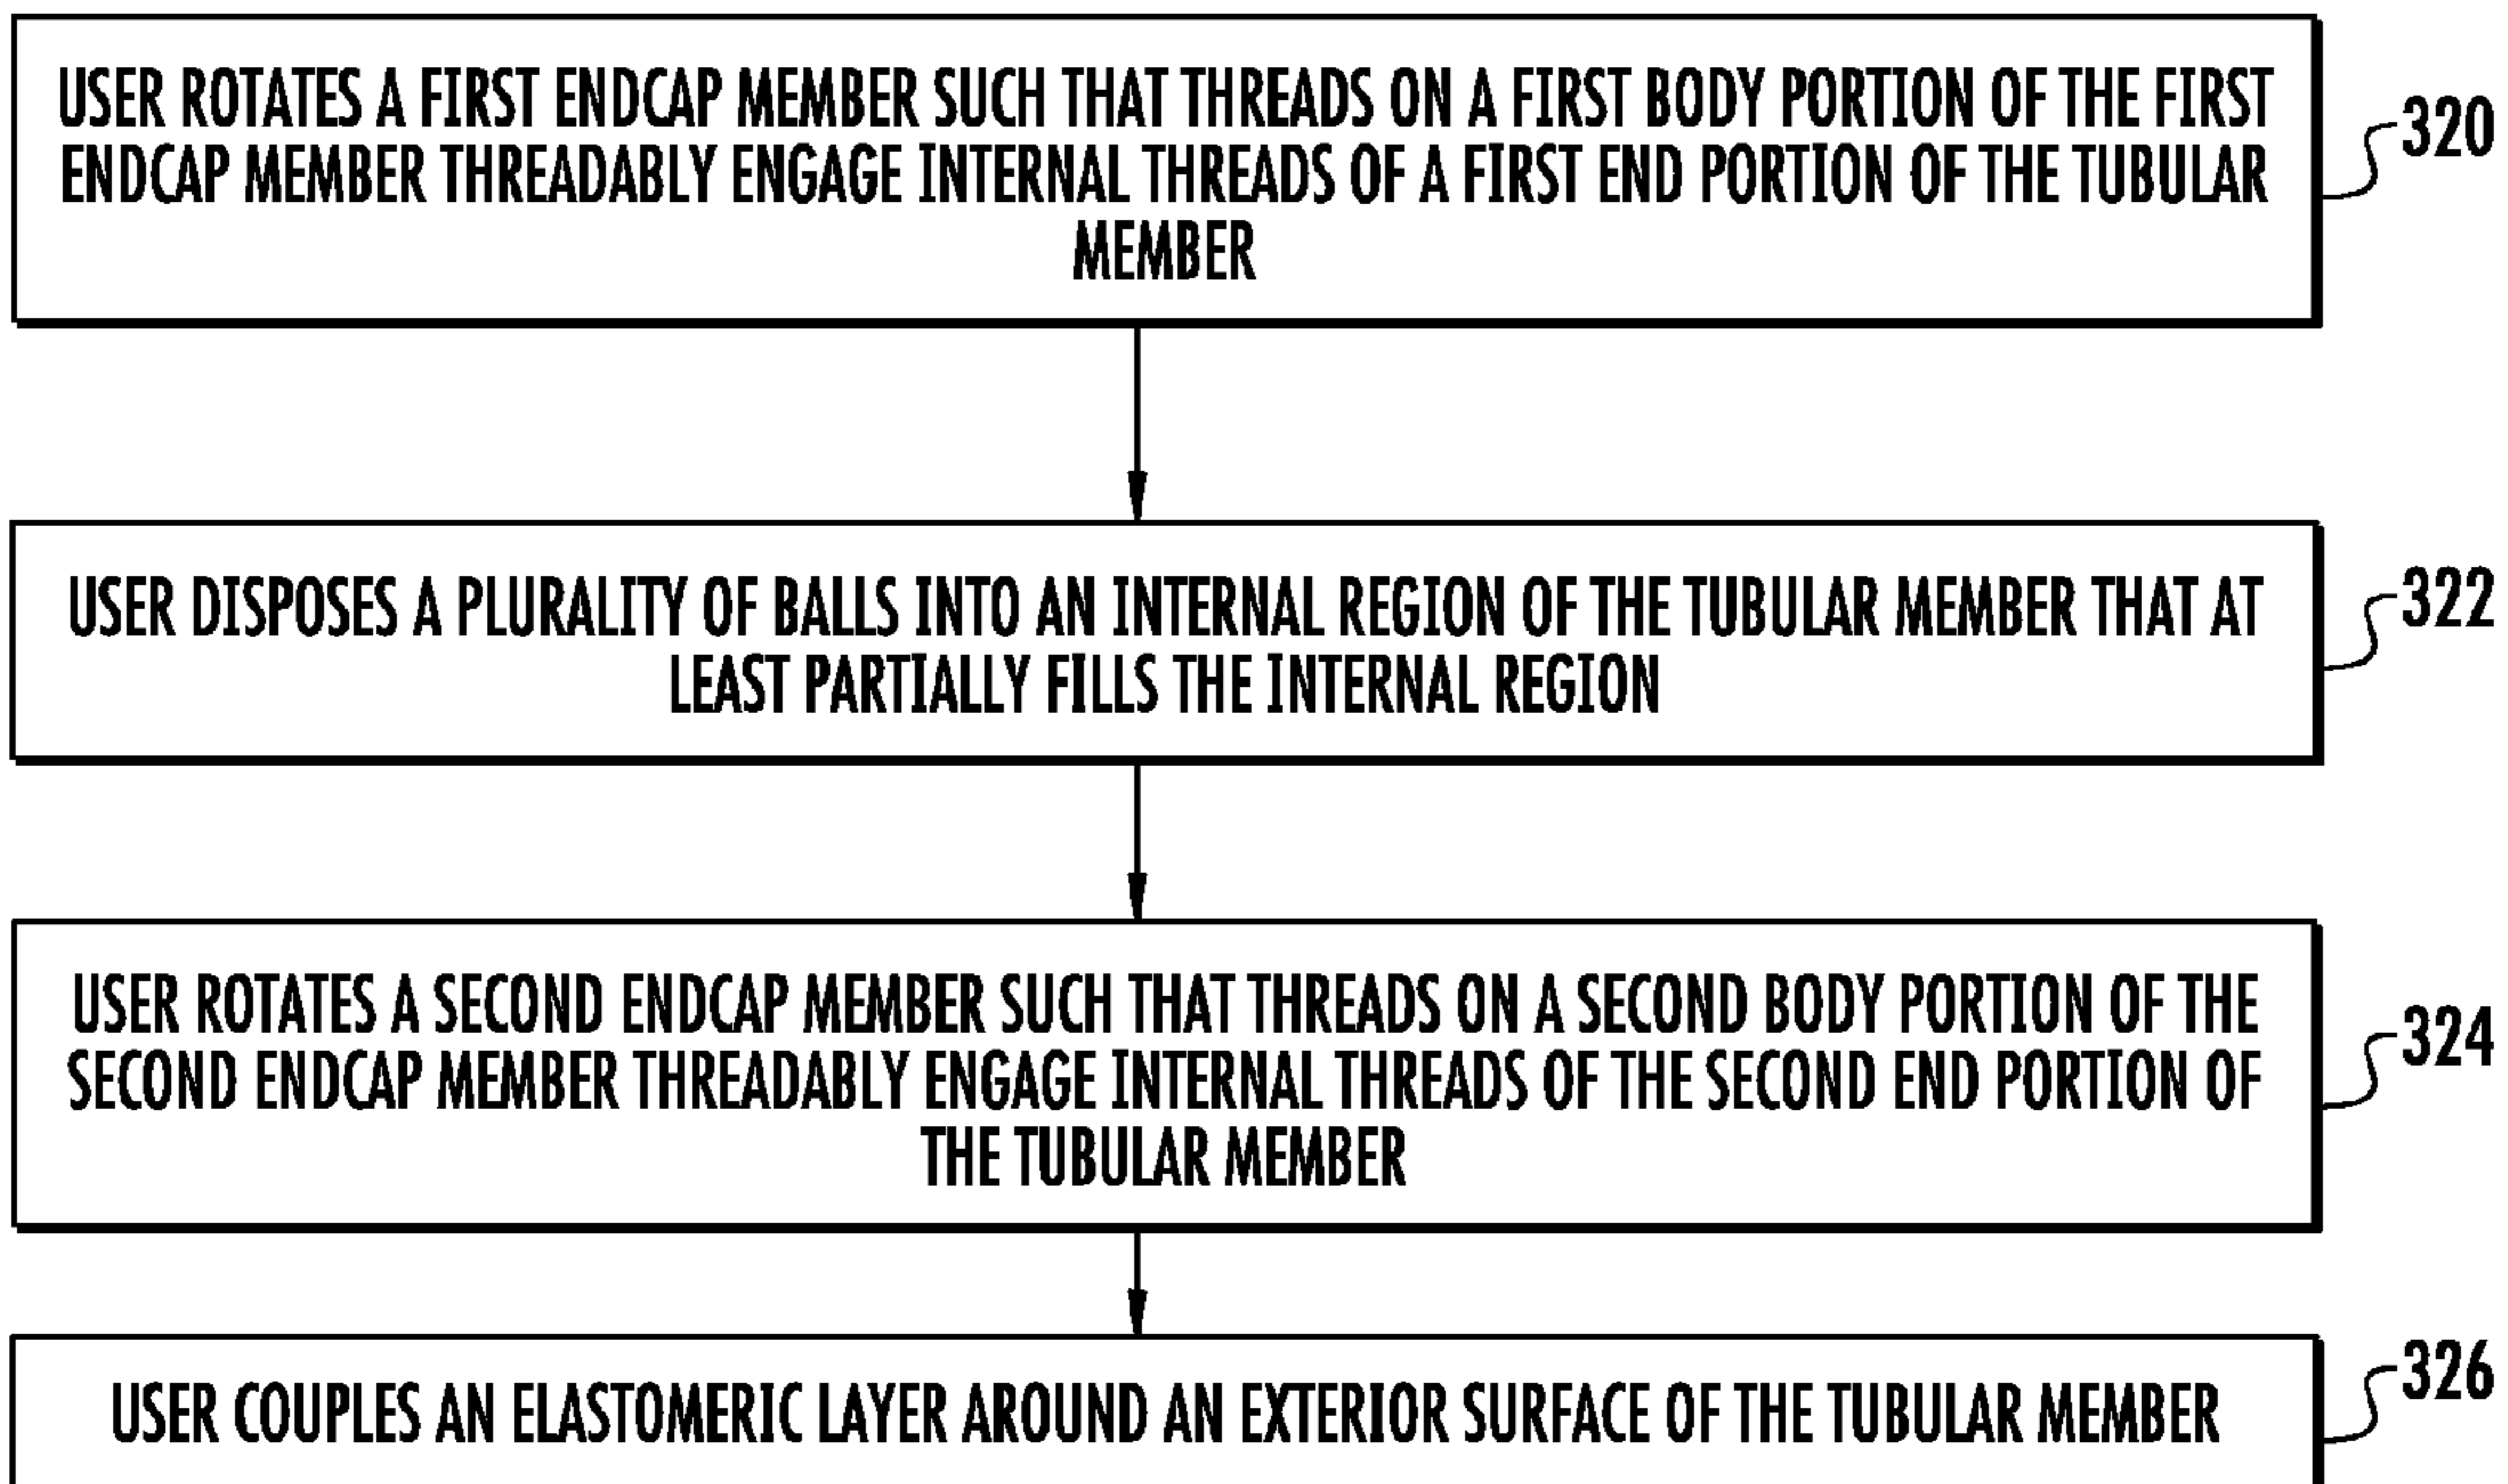 USER ROTATES A FIRST ENDCAP MEMBER SUCH THAT THREADS ON A FIRST BODY PORTION OF THE FIRST
ENDCAP MEMBER THREADABLY ENGAGE INTERNAL THREADS OF A FIRST END PORTION OF THE TUBULAR
MEMBER
320
USER DISPOSES A PLURALITY OF BALLS INTO AN INTERNAL REGION OF THE TUBULAR MEMBER THAT AT
LEAST PARTIALLY FILLS THE INTERNAL REGION
322
USER ROTATES A SECOND ENDCAP MEMBER SUCH THAT THREADS ON A SECOND BODY PORTION OF THE
SECOND ENDCAP MEMBER THREADABLY ENGAGE INTERNAL THREADS OF THE SECOND END PORTION OF
THE TUBULAR MEMBER
324
USER COUPLES AN ELASTOMERIC LAYER AROUND AN EXTERIOR SURFACE OF THE TUBULAR MEMBER
326